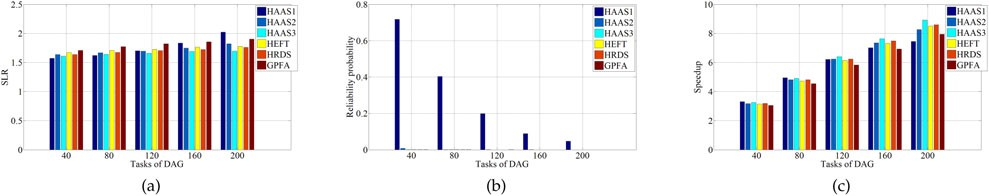 2.5
2
1.5
1
0.5
0
SLR
40 80 120 160 200
Tasks of DAG
HAAS1
HAAS2
HAAS3
HEFT
HRDS
GPFA
(a)
0.8
0.6
0.4
0.2
0
Reliability probability
40 80 120 160 200
Tasks of DAG
HAAS1
HAAS2
HAAS3
HEFT
HRDS
GPFA
(b)
10
8
6
4
2
0
Speedup
40 80 120 160 200
Tasks of DAG
HAAS1
HAAS2
HAAS3
HEFT
HRDS
GPFA
(c)